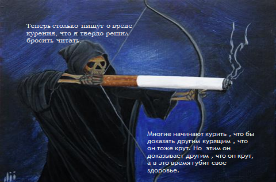 Теперь столько пишут о вреде
курения, что я твердо решил
бросить читать.
Многие начинают курить , что бы
доказать другим курящим , что
он тоже крут. Но этим он
доказывает другим , что он крут,
а в это время губит свое
здоровье.